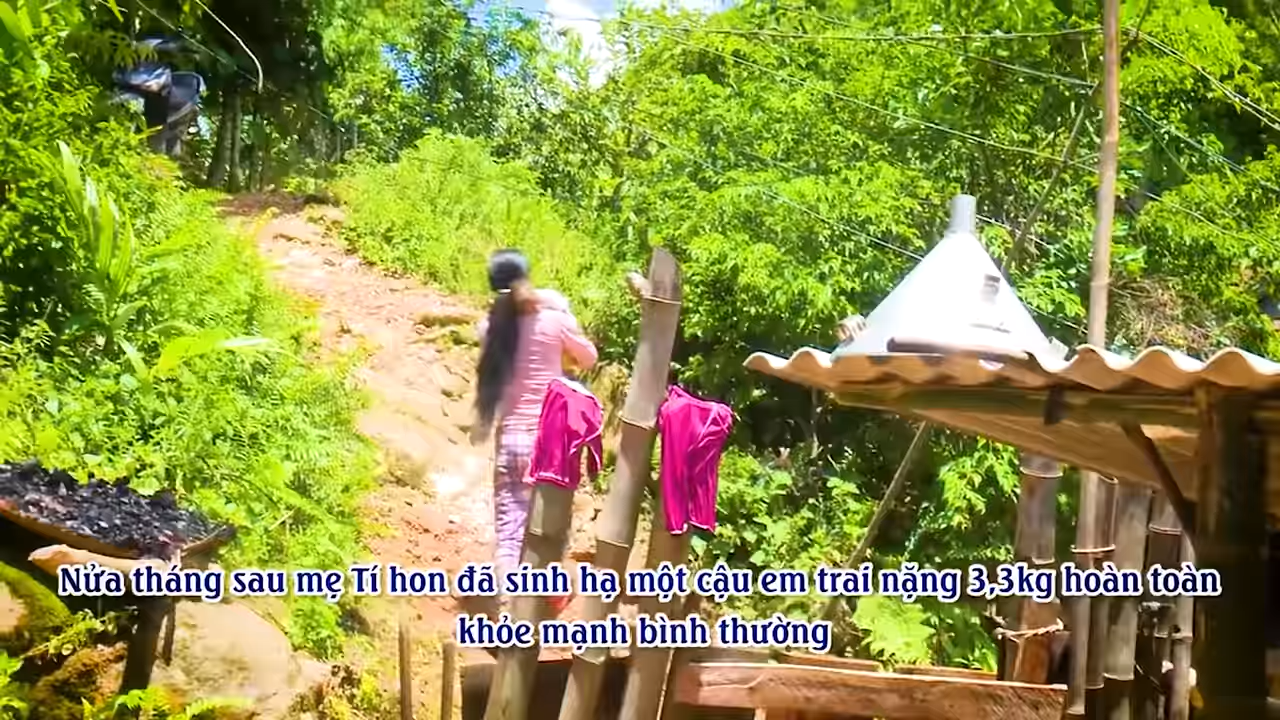 Nửa tháng sau mẹ Tí hon đã sinh hạ một cậu em trai nặng 3,3kg hoàn toàn
khỏe mạnh bình thường